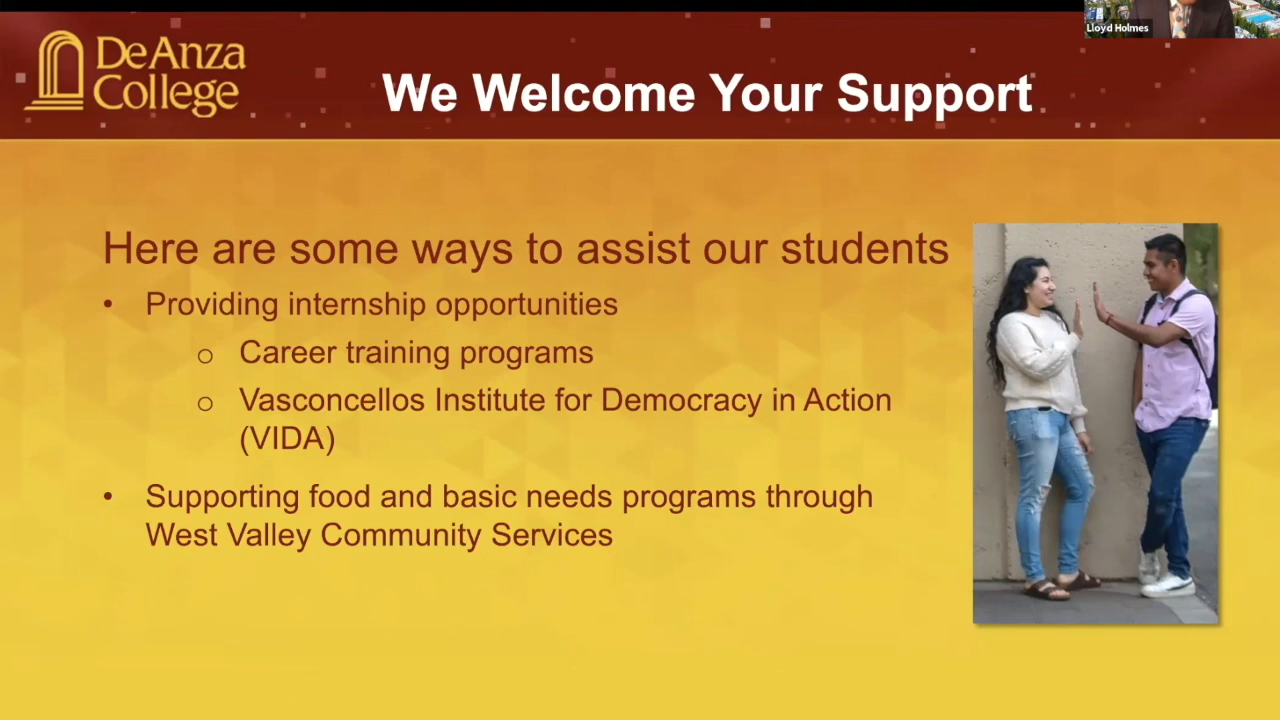 Lloyd Holmes
DeAnza
College
We Welcome Your Support
Here are some ways to assist our students
• Providing internship opportunities
o Career training programs
o Vasconcellos Institute for Democracy in Action
(VIDA)
• Supporting food and basic needs programs through
West Valley Community Services